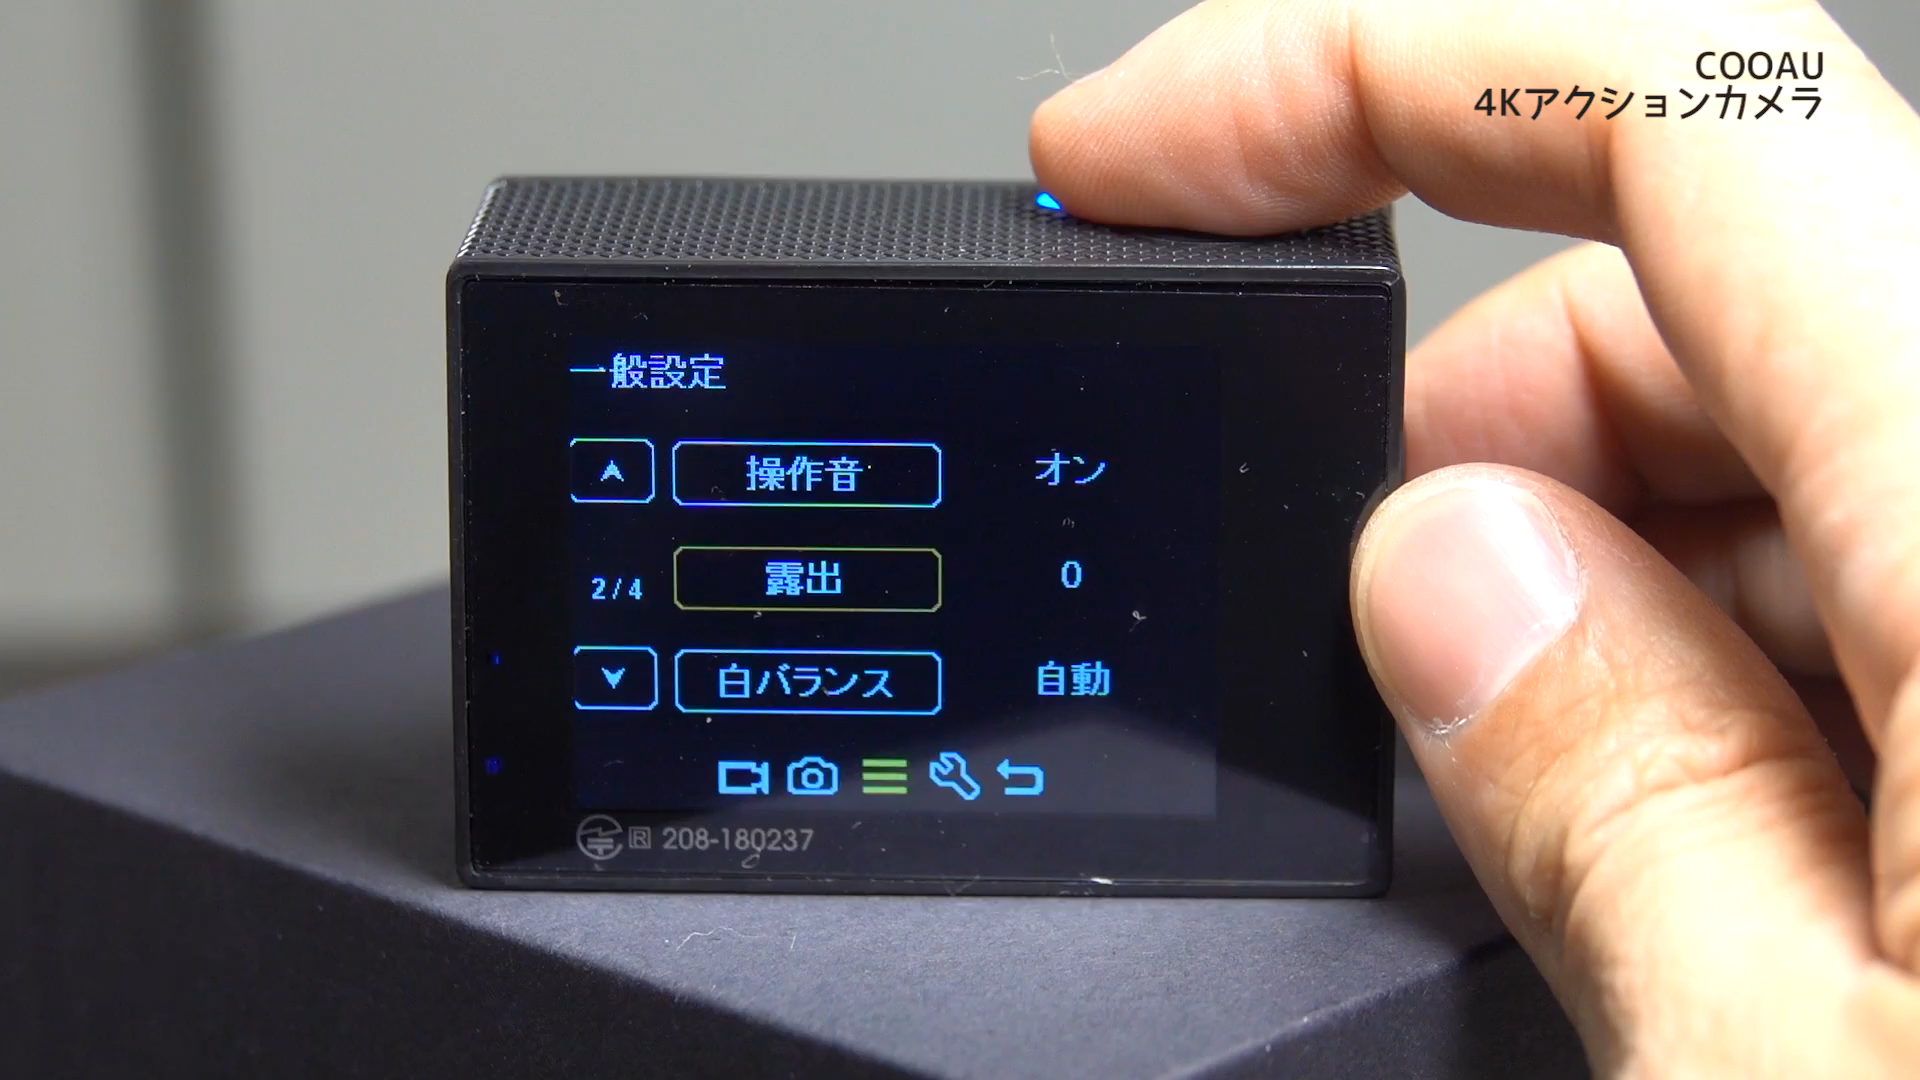 COOAU
4Kアクションカメラ
一般設定
操作音 オン
2/4 露出 0
白バランス 自動
R 208-180237